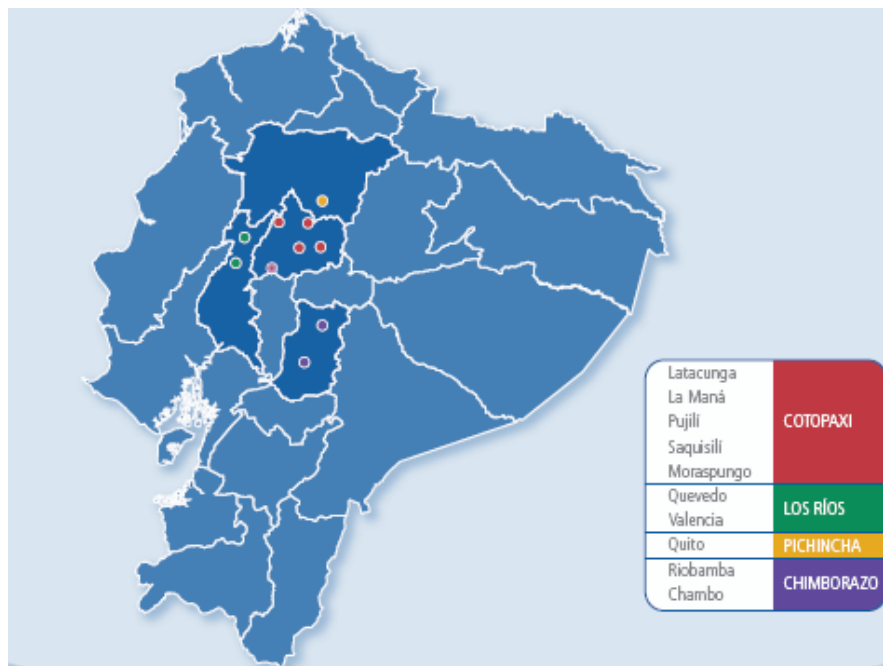 Latacunga
La Maná
Pujilí
Saquisilí
Moraspungo
COTOPAXI
Quevedo
Valencia
LOS RÍOS
Quito
PICHINCHA
Riobamba
Chambo
CHIMBORAZO